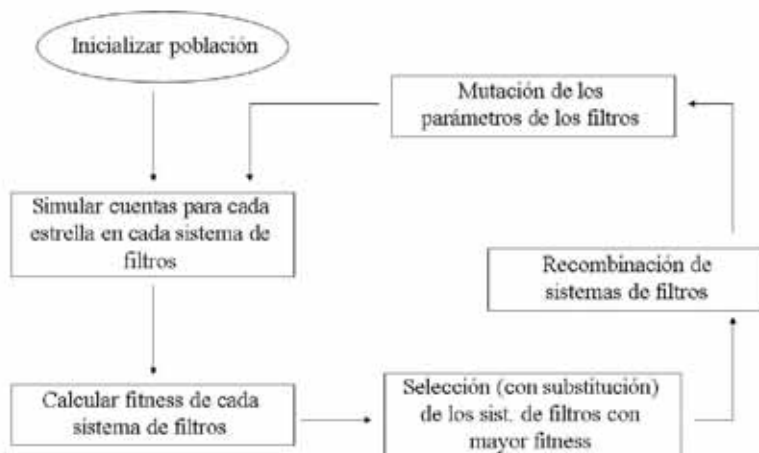 Inicializar población
Mutación de los
parámetros de los filtros
Simular cuentas para cada
estrella en cada sistema de
filtros
Recombinación de
sistemas de filtros
Calcular fitness de cada
sistema de filtros
Selección (con substitución)
de los sist. de filtros con
mayor fitness